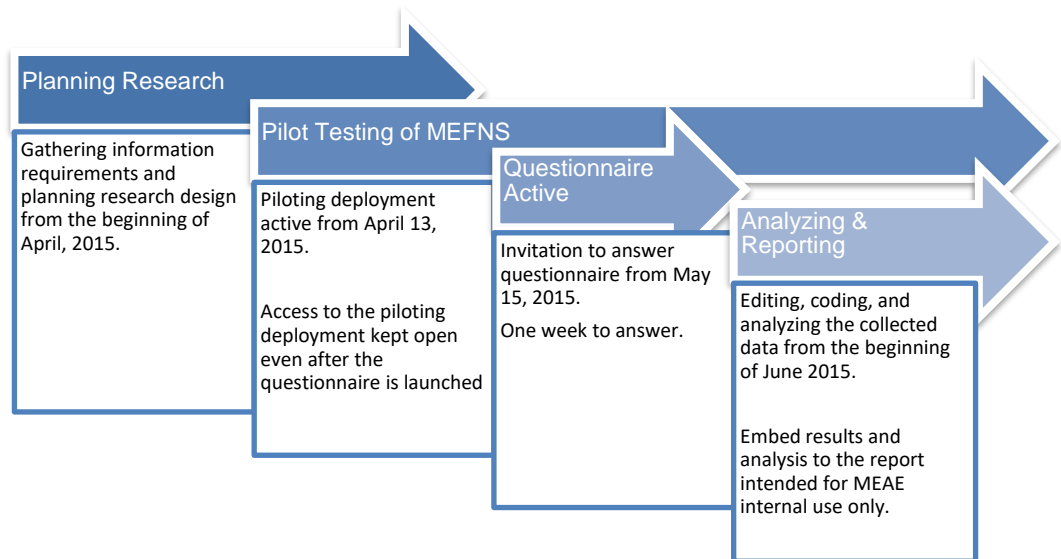 Planning Research
Gathering information
requirements and
planning research design
from the beginning of
April, 2015.
Pilot Testing of MEFNS
Piloting deployment
active from April 13,
2015.
Access to the piloting
deployment kept open
even after the
questionnaire is launched
Questionnaire
Active
Invitation to answer
questionnaire from May
15, 2015.
One week to answer.
Analyzing &
Reporting
Editing, coding, and
analyzing the collected
data from the beginning
of June 2015.
Embed results and
analysis to the report
intended for MEAE
internal use only.